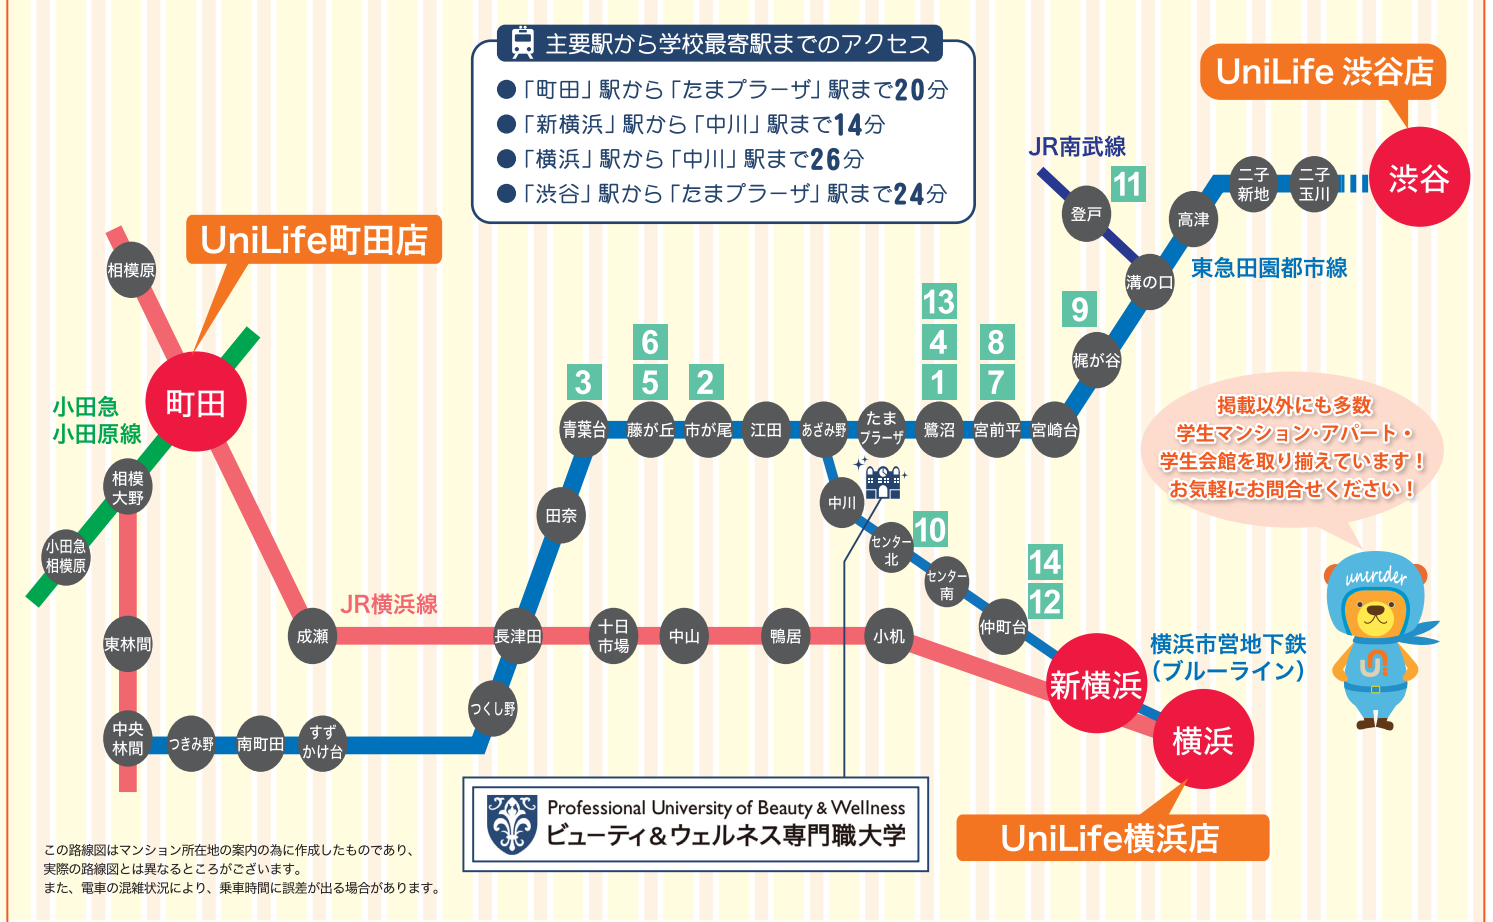 主要駅から学校最寄駅までのアクセス
●「町田」駅から「たまプラーザ」駅まで20分
●「新横浜」駅から「中川」駅まで14分
●「横浜」駅から「中川」駅まで26分
●「渋谷」駅から「たまプラーザ」駅まで24分
UniLife 渋谷店
渋谷
二子
玉川
二子
新地
高津
JR南武線
11
登戸
溝の口
東急田園都市線
9
梶が谷
UniLife町田店
相模原
町田
小田急
小田原線
相模
大野
小田急
相模原
東林間
中央
林間
つきみ野
南町田
すず
かけ台
つくし野
成瀬
JR横浜線
長津田
十日
市場
中山
鴨居
小机
田奈
3
青葉台
6
5
藤が丘
2
市が尾
江田
あざみ野
たま
プラーザ
13
4
1
鷺沼
8
7
宮前平
宮崎台
中川
センター
北
10
センター
南
14
12
仲町台
新横浜
横浜
横浜市営地下鉄
(ブルーライン)
UniLife横浜店
掲載以外にも多数
学生マンション・アパート・
学生会館を取り揃えています!
お気軽にお問合せください!
unirider
Uni
Professional University of Beauty & Wellness
ビューティ&ウェルネス専門職大学
この路線図はマンション所在地の案内の為に作成したものであり、
実際の路線図とは異なるところがございます。
また、電車の混雑状況により、乗車時間に誤差が出る場合があります。